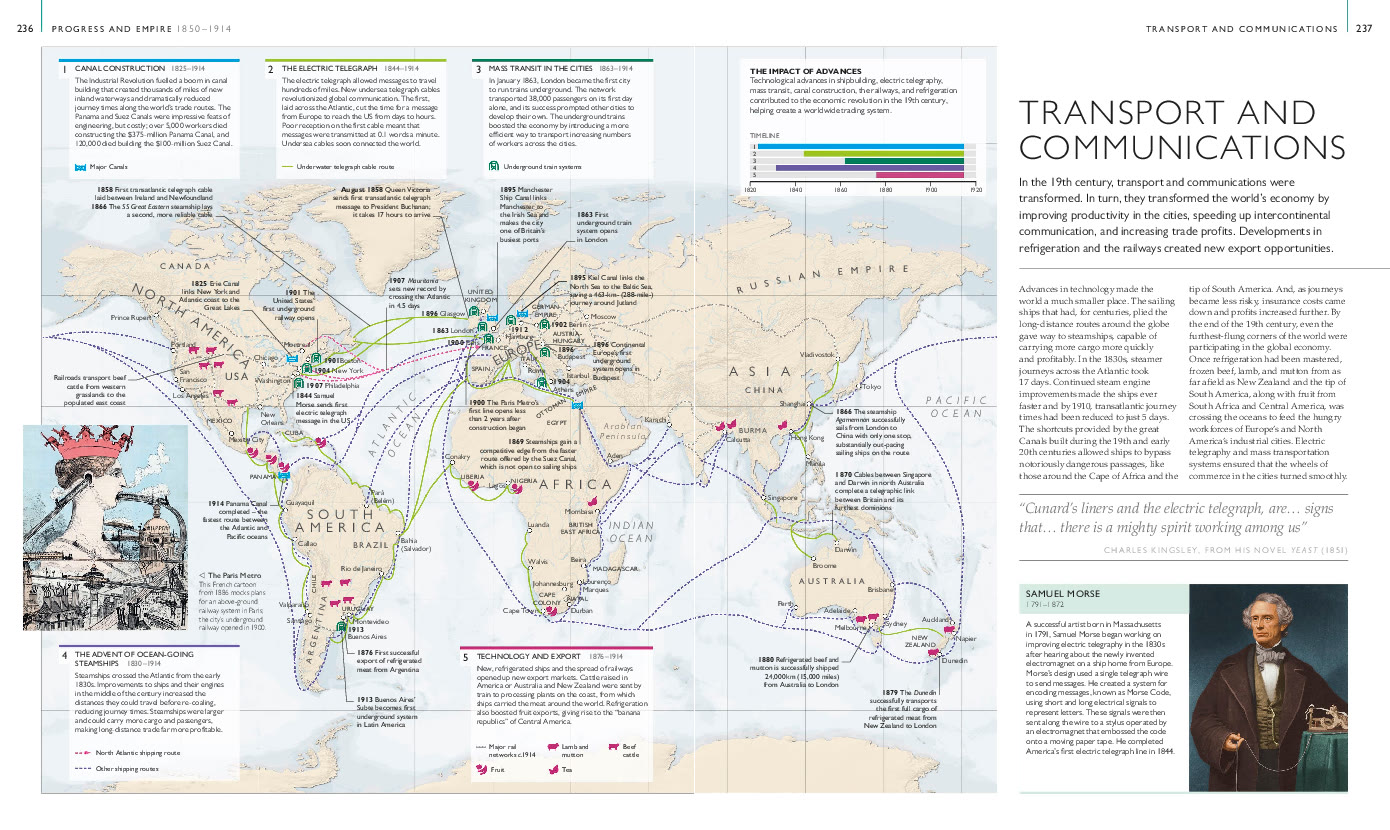 236 PROGRESS AND EMPIRE 1850–1914
TRANSPORT AND COMMUNICATIONS 237
1 CANAL CONSTRUCTION 1825–1914
The Industrial Revolution fuelled a boom in canal
building that created thousands of miles of new
inland waterways and dramatically reduced
journey times along the world's trade routes. The
Panama and Suez Canals were impressive feats of
engineering, but costly; over 5,000 workers died
constructing the $375-million Panama Canal, and
120,000 died building the $100-million Suez Canal.
Major Canals
2 THE ELECTRIC TELEGRAPH 1844–1914
The electric telegraph allowed messages to travel
hundreds of miles. New undersea telegraph cables
revolutionized global communication. The first,
laid across the Atlantic, cut the time for a message
from Europe to reach the US from days to hours.
Poor reception on the first cable meant that
messages were transmitted at 0.1 words a minute.
Undersea cables soon connected the world.
Underwater telegraph cable route
3 MASS TRANSIT IN THE CITIES 1863–1914
In January 1863, London became the first city
to run trains underground. The network
transported 38,000 passengers on its first day
alone, and its success prompted other cities to
develop their own. The underground trains
boosted the economy by introducing a more
efficient way to transport increasing numbers
of workers across the cities.
Underground train systems
THE IMPACT OF ADVANCES
Technological advances in shipbuilding, electric telegraphy,
mass transit, canal construction, the railways, and refrigeration
contributed to the economic revolution in the 19th century,
helping create a worldwide trading system.
TIMELINE
1
2
3
4
5
1820 1840 1860 1880 1900 1920
1858 First transatlantic telegraph cable
laid between Ireland and Newfoundland
1866 The SS Great Eastern steamship lays
a second, more reliable cable
August 1858 Queen Victoria
sends first transatlantic telegraph
message to President Buchanan;
it takes 17 hours to arrive
1895 Manchester
Ship Canal links
Manchester to
the Irish Sea and
makes the city
one of Britain's
busiest ports
1863 First
underground train
system opens
in London
1825 Erie Canal
links New York and
Atlantic coast to the
Great Lakes
1901 The
United States'
first underground
railway opens
1907 Mauretania
sets new record by
crossing the Atlantic
in 4.5 days
1895 Kiel Canal links the
North Sea to the Baltic Sea,
saving a 463-km- (288-mile-)
journey around Jutland
CANADA
NORTH AMERICA
USA
Prince Rupert
Portland
San
Francisco
Los Angeles
Chicago
Montreal
Washington
1901 Boston
1904 New York
1907 Philadelphia
New
Orleans
MEXICO
Mexico City
CUBA
PANAMA
Railroads transport beef
cattle from western
grasslands to the
populated east coast
1844 Samuel
Morse sends first
electric telegraph
message in the US
ATLANTIC
OCEAN
UNITED
KINGDOM
1896 Glasgow
1863 London
1900 Paris
FRANCE
SPAIN
EUROPE
GERMAN
EMPIRE
1912
Hamburg
1902 Berlin
AUSTRIA-
HUNGARY
1896
Budapest
ITALY
Rome
Istanbul
1904
Athens
OTTOMAN EMPIRE
Moscow
1896 Continental
Europe's first
underground
system opens in
Budapest
RUSSIAN EMPIRE
ASIA
CHINA
Vladivostok
Tokyo
Shanghai
PACIFIC
OCEAN
1900 The Paris Metro's
first line opens less
than 2 years after
construction began
EGYPT
Arabian
Peninsula
Aden
Karachi
Calcutta
BURMA
Hong Kong
Manila
1869 Steamships gain a
competitive edge from the faster
route offered by the Suez Canal,
which is not open to sailing ships
1866 The steamship
Agamemnon successfully
sails from London to
China with only one stop,
substantially out-pacing
sailing ships on the route
1870 Cables between Singapore
and Darwin in north Australia
complete a telegraphic link
between Britain and its
furthest dominions
Conakry
LIBERIA
Lagos
NIGERIA
AFRICA
Mombasa
BRITISH
EAST AFRICA
Luanda
INDIAN
OCEAN
Singapore
1914 Panama Canal
completed – the
fastest route between
the Atlantic and
Pacific oceans
Guayaquil
SOUTH
AMERICA
Pará
(Belém)
Callao
BRAZIL
Bahia
(Salvador)
Rio de Janeiro
CHILE
ARGENTINA
Valparaíso
Santiago
URUGUAY
Montevideo
1913
Buenos Aires
Walvis
Beira
MADAGASCAR
Johannesburg
Lourenço
Marques
CAPE
COLONY
NATAL
Cape Town
Durban
Darwin
Broome
AUSTRALIA
Brisbane
Perth
Adelaide
Melbourne
Sydney
Auckland
Napier
NEW
ZEALAND
Dunedin
◁ The Paris Metro
This French cartoon
from 1886 mocks plans
for an above-ground
railway system in Paris;
the city's underground
railway opened in 1900.
1876 First successful
export of refrigerated
meat from Argentina
1913 Buenos Aires'
Subte becomes first
underground system
in Latin America
1880 Refrigerated beef and
mutton is successfully shipped
24,000km (15,000 miles)
from Australia to London
1879 The Dunedin
successfully transports
the first full cargo of
refrigerated meat from
New Zealand to London
4 THE ADVENT OF OCEAN-GOING
STEAMSHIPS 1830–1914
Steamships crossed the Atlantic from the early
1830s. Improvements to ships and their engines
in the middle of the century increased the
distances they could travel before re-coaling,
reducing journey times. Steamships were larger
and could carry more cargo and passengers,
making long-distance trade far more profitable.
North Atlantic shipping route
Other shipping routes
5 TECHNOLOGY AND EXPORT 1876–1914
New, refrigerated ships and the spread of railways
opened up new export markets. Cattle raised in
America or Australia and New Zealand were sent by
train to processing plants on the coast, from which
ships carried the meat around the world. Refrigeration
also boosted fruit exports, giving rise to the "banana
republics" of Central America.
Major rail
networks c.1914
Lamb and
mutton
Beef
cattle
Fruit
Tea
TRANSPORT AND
COMMUNICATIONS
In the 19th century, transport and communications were
transformed. In turn, they transformed the world's economy by
improving productivity in the cities, speeding up intercontinental
communication, and increasing trade profits. Developments in
refrigeration and the railways created new export opportunities.
Advances in technology made the
world a much smaller place. The sailing
ships that had, for centuries, plied the
long-distance routes around the globe
gave way to steamships, capable of
carrying more cargo more quickly
and profitably. In the 1830s, steamer
journeys across the Atlantic took
17 days. Continued steam engine
improvements made the ships ever
faster and by 1910, transatlantic journey
times had been reduced to just 5 days.
The shortcuts provided by the great
Canals built during the 19th and early
20th centuries allowed ships to bypass
notoriously dangerous passages, like
those around the Cape of Africa and the
tip of South America. And, as journeys
became less risky, insurance costs came
down and profits increased further. By
the end of the 19th century, even the
furthest-flung corners of the world were
participating in the global economy.
Once refrigeration had been mastered,
frozen beef, lamb, and mutton from as
far afield as New Zealand and the tip of
South America, along with fruit from
South Africa and Central America, was
crossing the oceans to feed the hungry
workforces of Europe's and North
America's industrial cities. Electric
telegraphy and mass transportation
systems ensured that the wheels of
commerce in the cities turned smoothly.
"Cunard's liners and the electric telegraph, are… signs
that… there is a mighty spirit working among us"
CHARLES KINGSLEY, FROM HIS NOVEL YEAST (1851)
SAMUEL MORSE
1791–1872
A successful artist born in Massachusetts
in 1791, Samuel Morse began working on
improving electric telegraphy in the 1830s
after hearing about the newly invented
electromagnet on a ship home from Europe.
Morse's design used a single telegraph wire
to send messages. He created a system for
encoding messages, known as Morse Code,
using short and long electrical signals to
represent letters. These signals were then
sent along the wire to a stylus operated by
an electromagnet that embossed the code
onto a moving paper tape. He completed
America's first electric telegraph line in 1844.